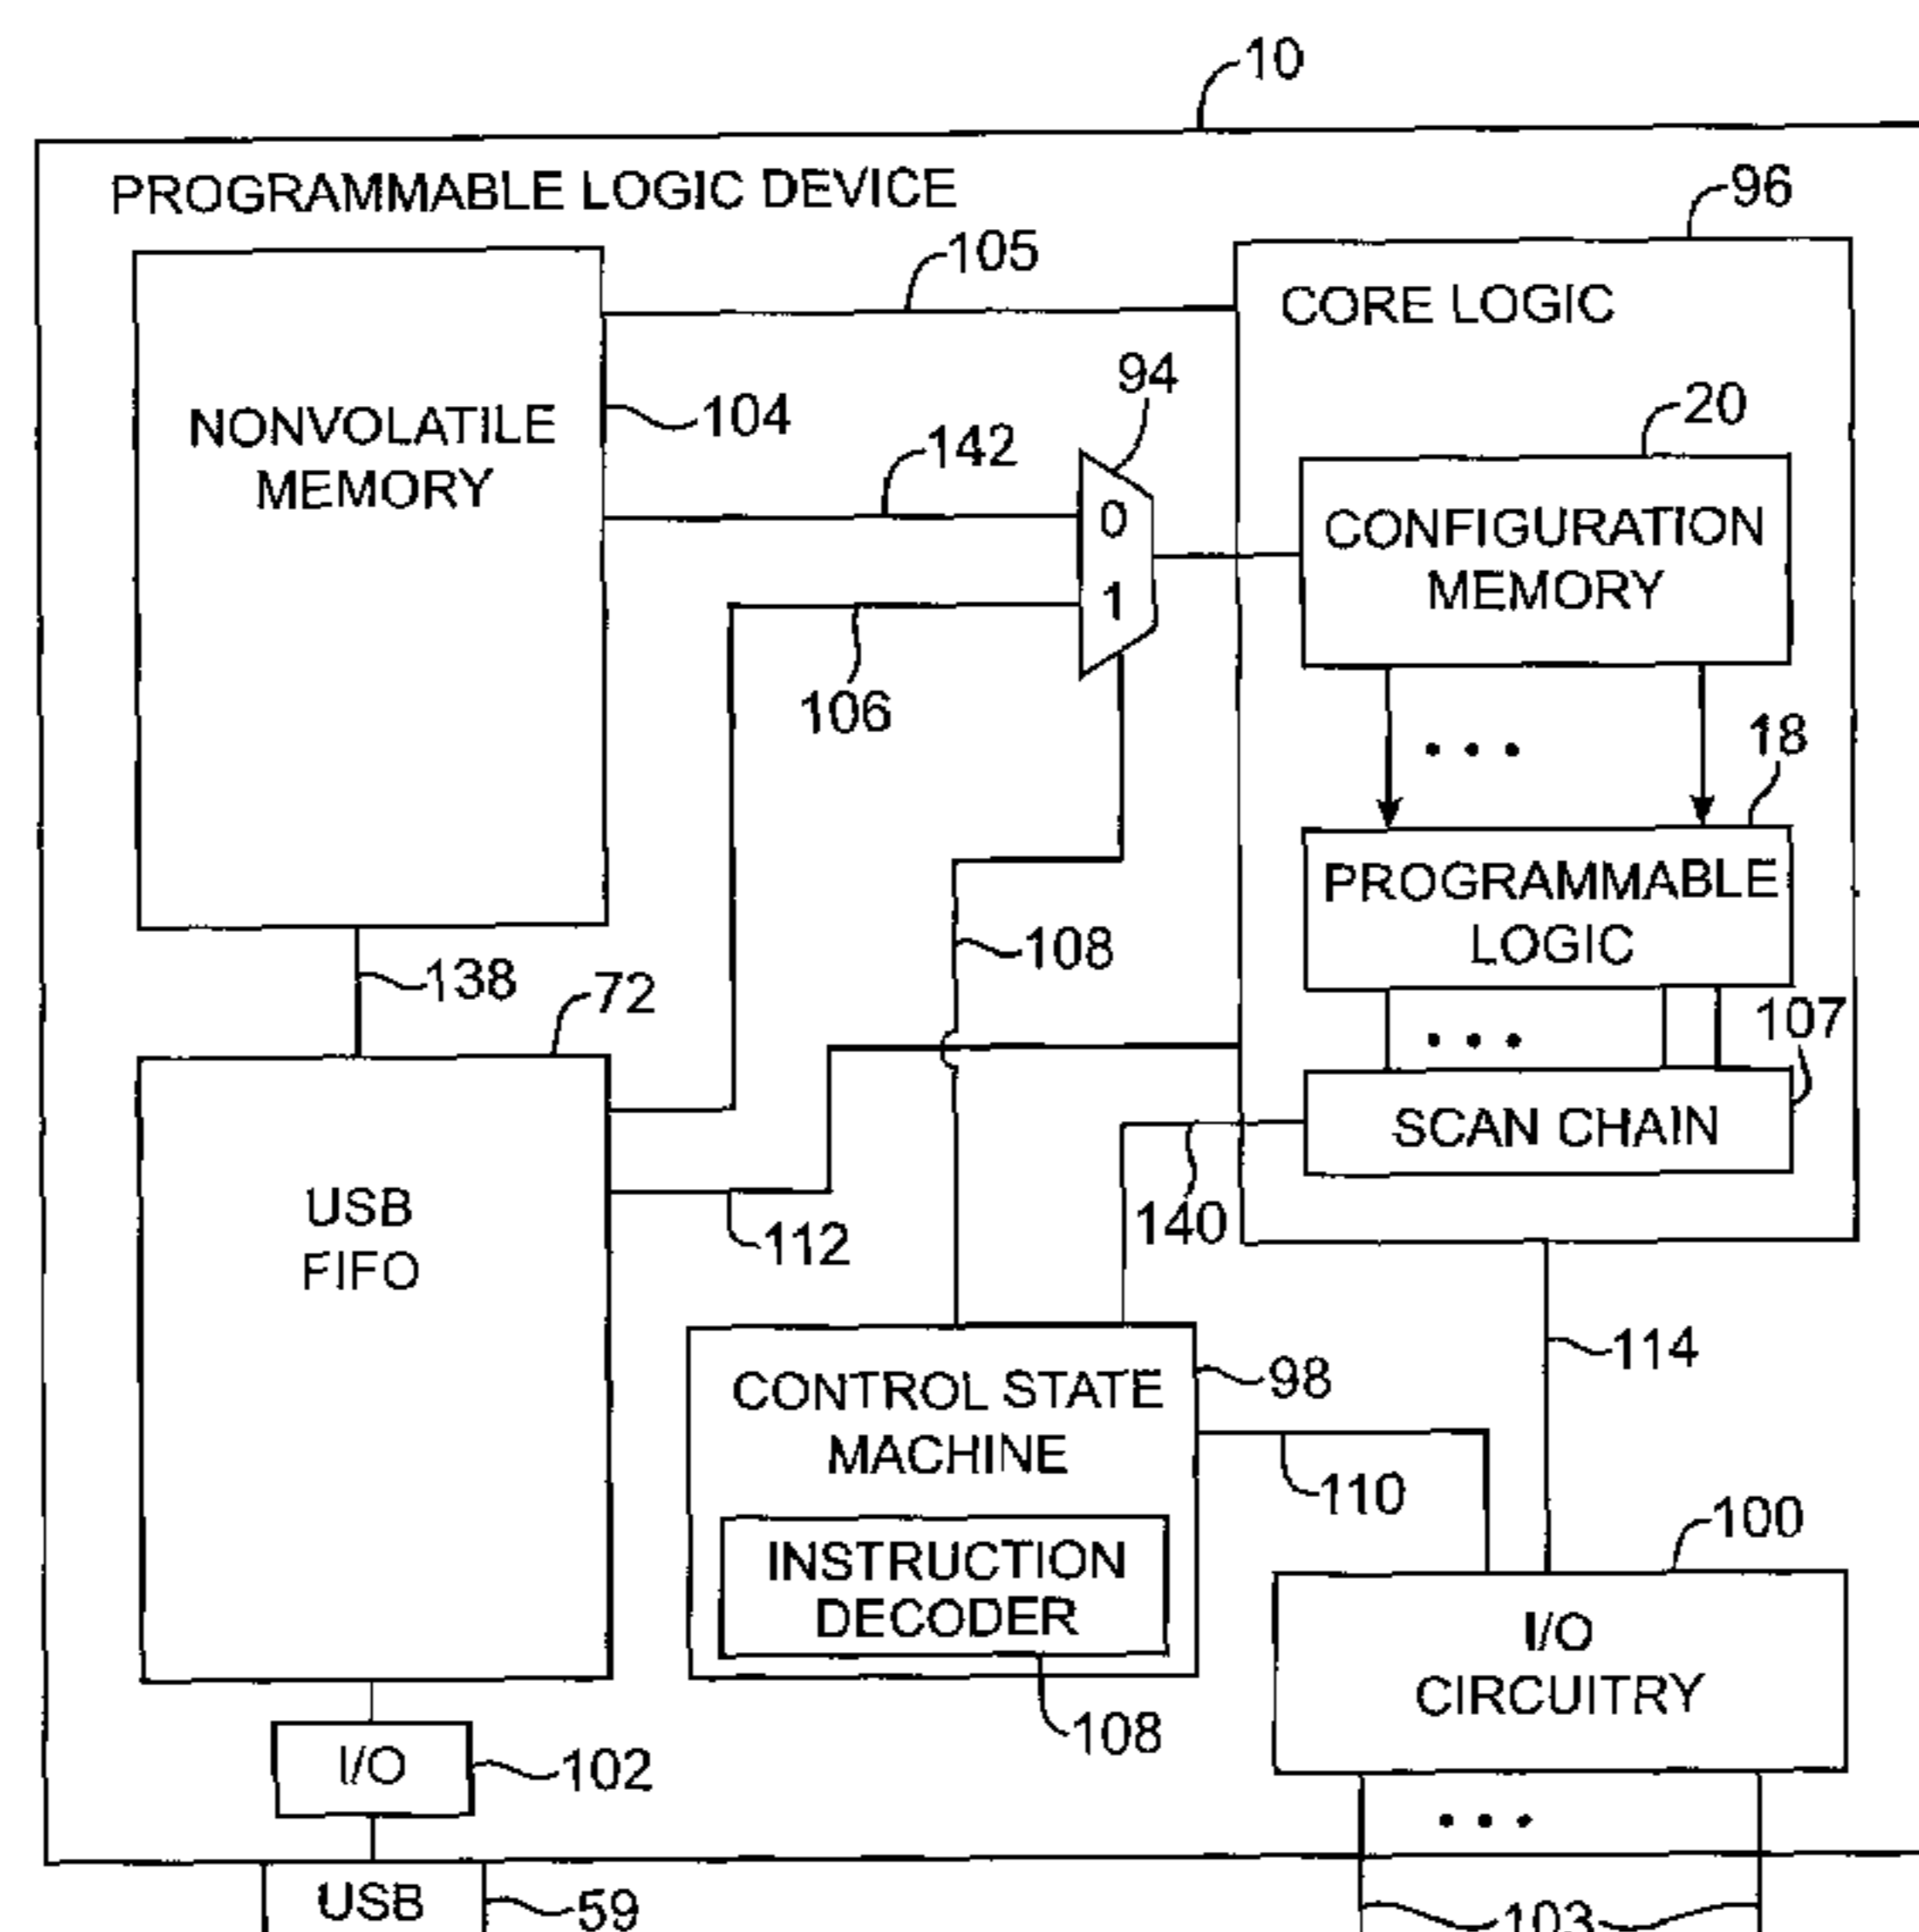 10
PROGRAMMABLE LOGIC DEVICE
96
105
CORE LOGIC
94
20
NONVOLATILE
MEMORY
104
142
0
1
CONFIGURATION
MEMORY
106
18
PROGRAMMABLE
LOGIC
108
138
72
107
SCAN CHAIN
USB
FIFO
112
140
114
CONTROL STATE
MACHINE
98
110
100
INSTRUCTION
DECODER
I/O
CIRCUITRY
108
I/O
102
USB
59
103